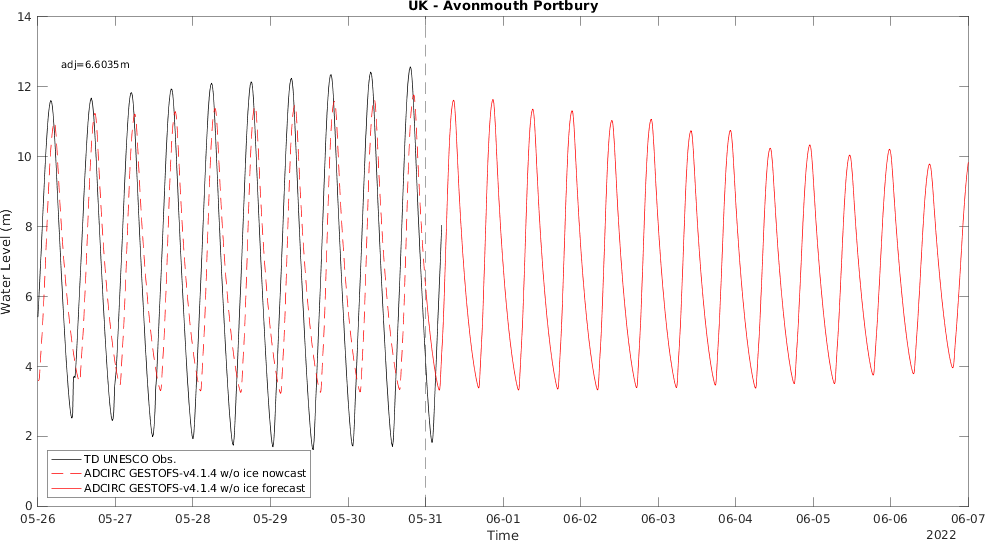 UK - Avonmouth Portbury
14
12
10
8
6
4
2
0
Water Level (m)
adj=6.6035m
TD UNESCO Obs.
ADCIRC GESTOFS-v4.1.4 w/o ice nowcast
ADCIRC GESTOFS-v4.1.4 w/o ice forecast
05-26 05-27 05-28 05-29 05-30 05-31 06-01 06-02 06-03 06-04 06-05 06-06 06-07
Time
2022